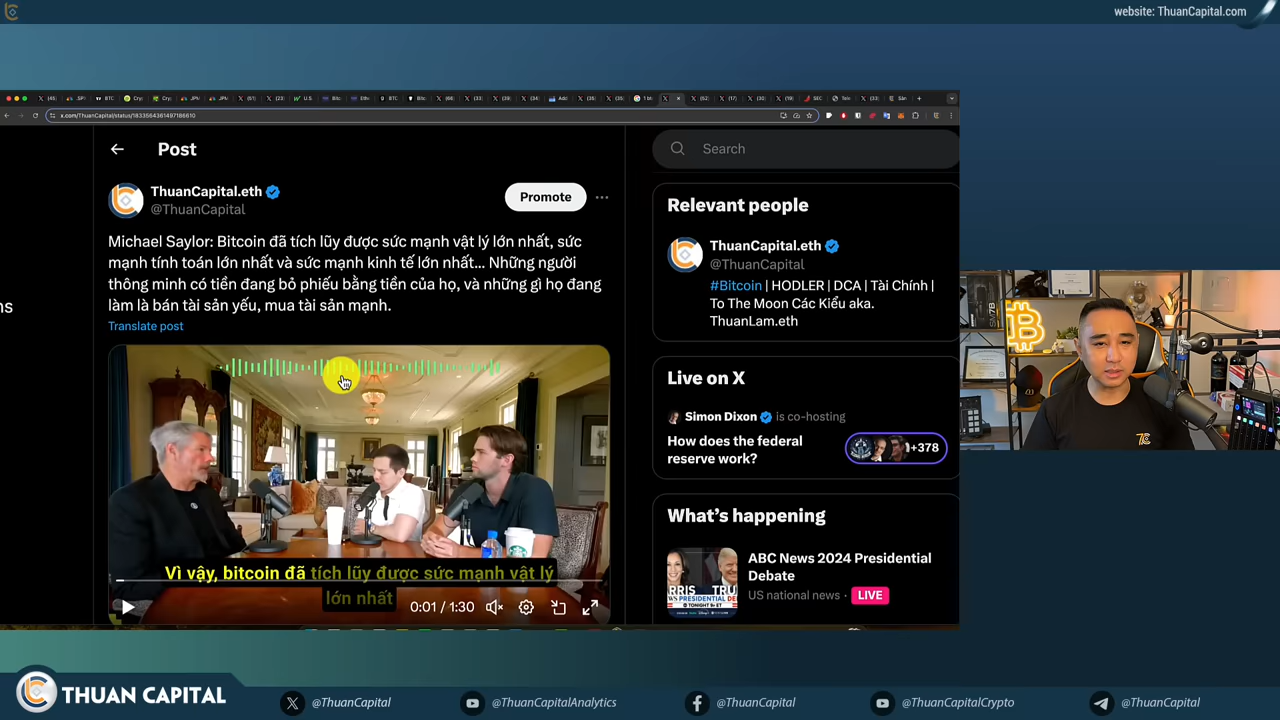 website: ThuanCapital.com
x.com/ThuanCapital/status/1833564361497186610
Post
Search
ThuanCapital.eth
@ThuanCapital
Promote
Michael Saylor: Bitcoin đã tích lũy được sức mạnh vật lý lớn nhất, sức
mạnh tính toán lớn nhất và sức mạnh kinh tế lớn nhất... Những người
thông minh có tiền đang bỏ phiếu bằng tiền của họ, và những gì họ đang
làm là bán tài sản yếu, mua tài sản mạnh.
Translate post
Vì vậy, bitcoin đã tích lũy được sức mạnh vật lý
lớn nhất
0:01 / 1:30
Relevant people
ThuanCapital.eth
@ThuanCapital
#Bitcoin | HODLER | DCA | Tài Chính |
To The Moon Các Kiểu aka.
ThuanLam.eth
Live on X
Simon Dixon is co-hosting
How does the federal
reserve work?
+378
What's happening
ABC News 2024 Presidential
Debate
US national news · LIVE
THUAN CAPITAL
@ThuanCapital
@ThuanCapitalAnalytics
@ThuanCapital
@ThuanCapitalCrypto
@ThuanCapital